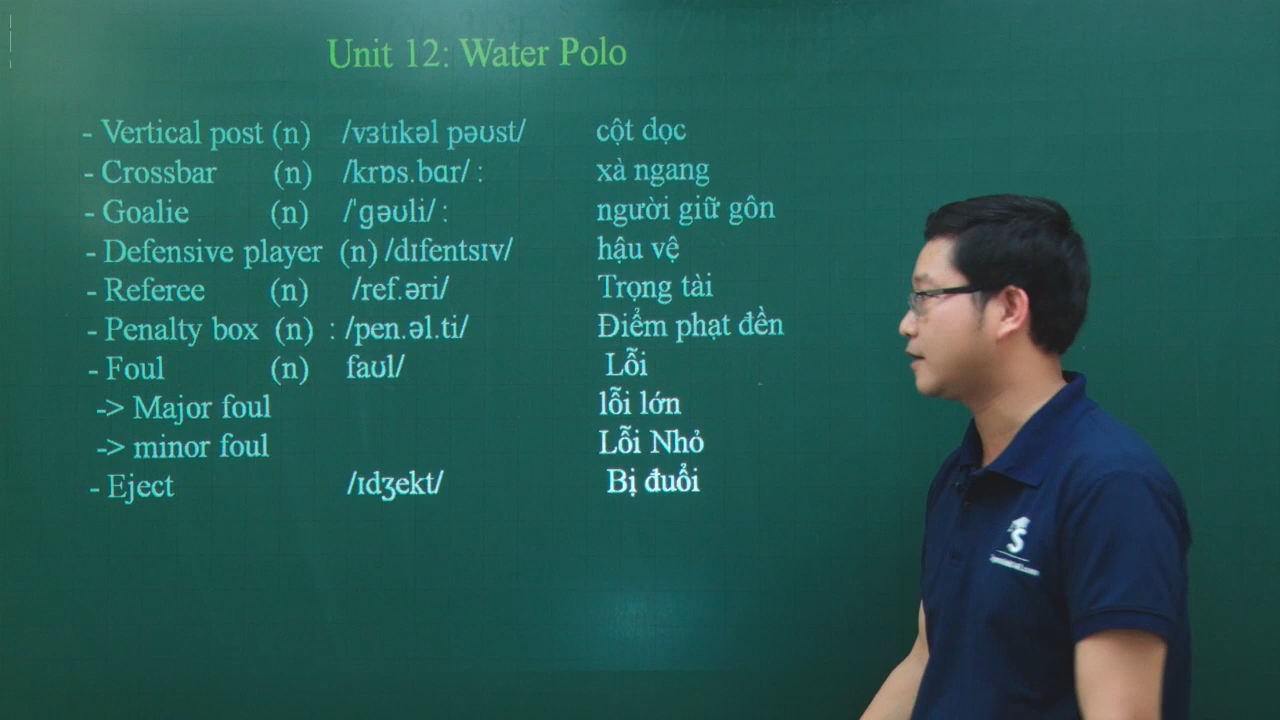 Unit 12: Water Polo
- Vertical post (n) /vɜtɪkəl pəʊst/ cột dọc
- Crossbar (n) /krɒs.bɑr/ : xà ngang
- Goalie (n) /'ɡəʊli/ : người giữ gôn
- Defensive player (n) /dɪfentsɪv/ hậu vệ
- Referee (n) /ref.əri/ Trọng tài
- Penalty box (n) : /pen.əl.ti/ Điểm phạt đền
- Foul (n) faʊl/ Lỗi
-> Major foul lỗi lớn
-> minor foul Lỗi Nhỏ
- Eject /ɪdʒekt/ Bị đuổi
S